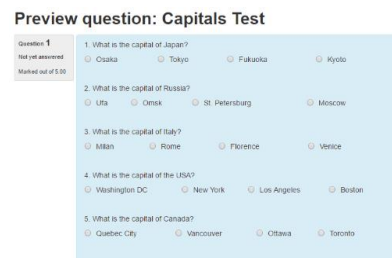 Preview question: Capitals Test
Question 1
Not yet answered
Marked out of 5.00
1. What is the capital of Japan?
Osaka Tokyo Fukuoka Kyoto
2. What is the capital of Russia?
Ufa Omsk St. Petersburg Moscow
3. What is the capital of Italy?
Milan Rome Florence Venice
4. What is the capital of the USA?
Washington DC New York Los Angeles Boston
5. What is the capital of Canada?
Quebec City Vancouver Ottawa Toronto